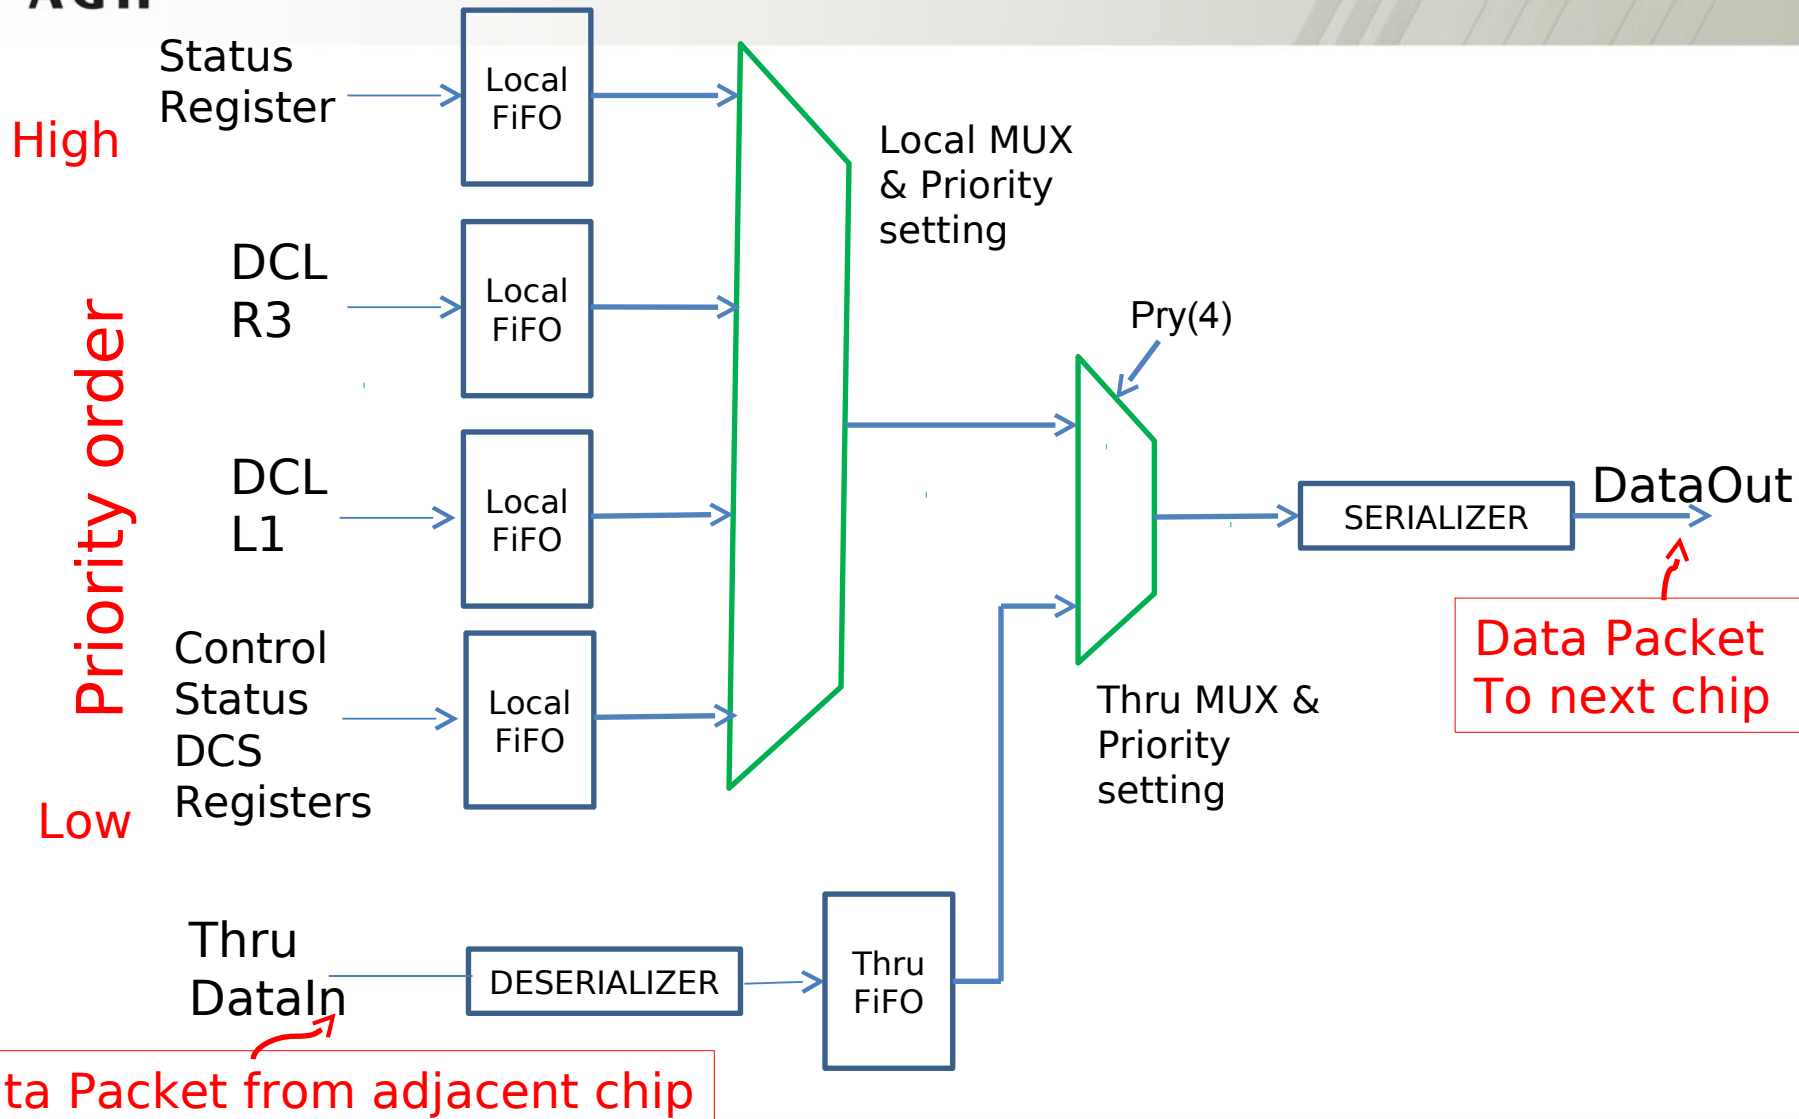 Status
Register
High
Local
FiFO
Local MUX
& Priority
setting
DCL
R3
Local
FiFO
Priority order
Pry(4)
DCL
L1
Local
FiFO
SERIALIZER
DataOut
Data Packet
To next chip
Control
Status
DCS
Registers
Low
Local
FiFO
Thru MUX &
Priority
setting
Thru
DataIn
DESERIALIZER
Thru
FiFO
ta Packet from adjacent chip